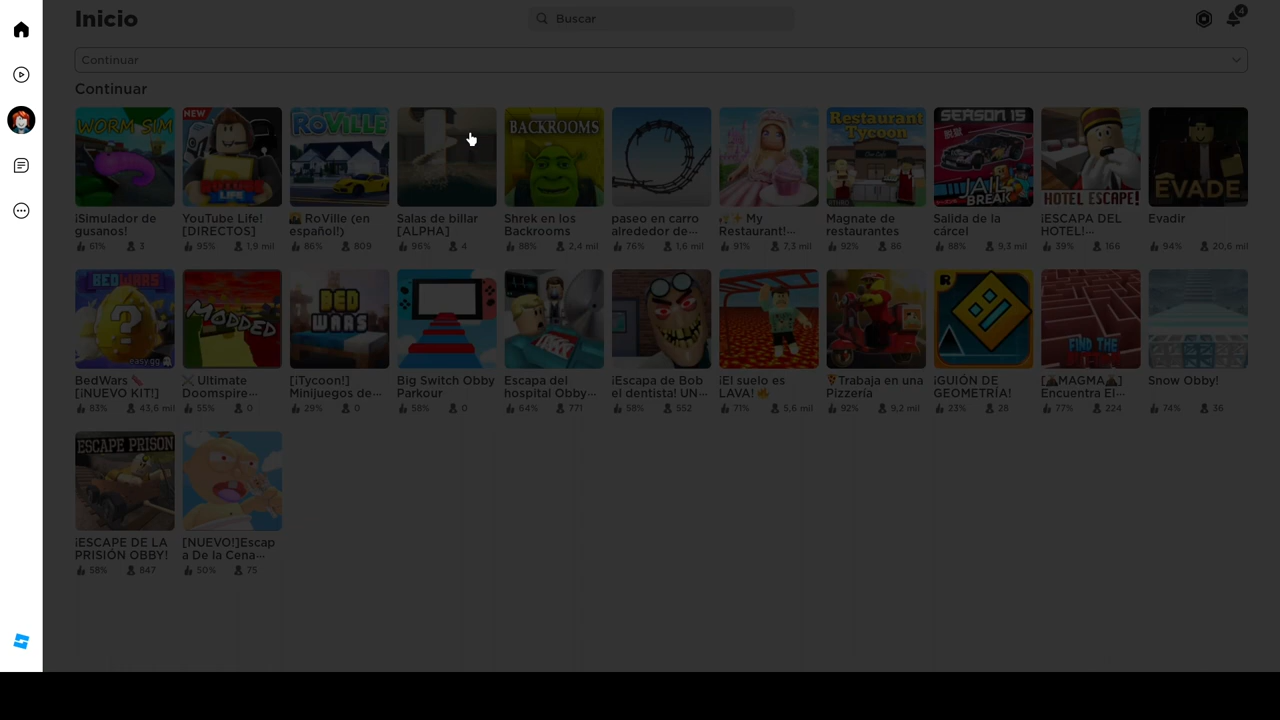 Inicio
Buscar
4
Continuar
Continuar
WORM SIM
NEW
LIFE
ROVILLE
BACKROOMS
Restaurant
Tycoon
SEASON 15
JAIL
BREAK
HOTEL ESCAPE!
EVADE
¡Simulador de
gusanos!
61% 3
YouTube Life!
[DIRECTOS]
95% 1,9 mil
RoVille (en
español!)
86% 809
Salas de billar
[ALPHA]
96% 4
Shrek en los
Backrooms
88% 2,4 mil
paseo en carro
alrededor de...
76% 1,6 mil
My
Restaurant!...
91% 7,3 mil
Magnate de
restaurantes
92% 86
Salida de la
cárcel
88% 9,3 mil
¡ESCAPA DEL
HOTEL!...
39% 166
Evadir
94% 20,6 mil
BEDWARS
?
easy.gg
MODDED
BED
WARS
R
FIND THE
BedWars
[¡NUEVO KIT!]
83% 43,6 mil
Ultimate
Doomspire...
55% 0
[¡Tycoon!]
Minijuegos de...
29% 0
Big Switch Obby
Parkour
58% 0
Escapa del
hospital Obby...
64% 771
¡Escapa de Bob
el dentista! UN...
58% 552
¡El suelo es
LAVA!
71% 5,6 mil
Trabaja en una
Pizzería
92% 9,2 mil
¡GUIÓN DE
GEOMETRÍA!
23% 28
[MAGMA]
Encuentra El...
77% 224
Snow Obby!
74% 36
ESCAPE PRISON
¡ESCAPE DE LA
PRISIÓN OBBY!
58% 847
[NUEVO!]Escap
a De la Cena...
50% 75